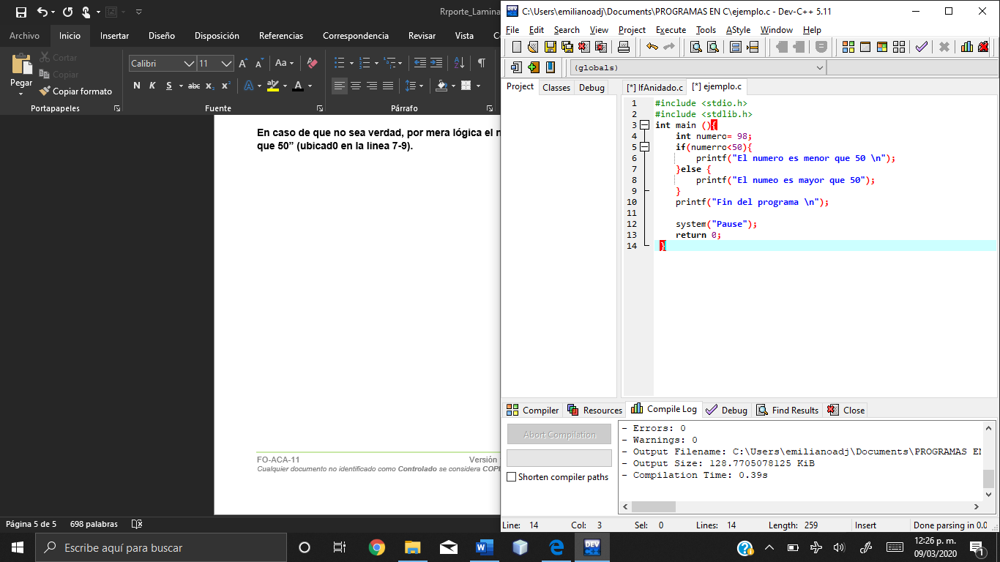 Rrporte_Lamina
Archivo Inicio Insertar Diseño Disposición Referencias Correspondencia Revisar Vista
Pegar
Cortar
Copiar
Copiar formato
Portapapeles
Calibri 11
N K S abc x₂ x²
Aa
A
Fuente
Párrafo
En caso de que no sea verdad, por mera lógica el n
que 50” (ubicad0 en la linea 7-9).
FO-ACA-11 Versión
Cualquier documento no identificado como Controlado se considera COPI
Página 5 de 5 698 palabras
C:\Users\emilianoadj\Documents\PROGRAMAS EN C\ejemplo.c - Dev-C++ 5.11
File Edit Search View Project Execute Tools AStyle Window Help
(globals)
Project Classes Debug
[*] IfAnidado.c [*] ejemplo.c
1 #include <stdio.h>
2 #include <stdlib.h>
3 int main (){
4 int numero= 98;
5 if(numerro<50){
6 printf("El numero es menor que 50 \n");
7 }else {
8 printf("El numeo es mayor que 50");
9 }
10 printf("Fin del programa \n");
11
12 system("Pause");
13 return 0;
14 }
Compiler Resources Compile Log Debug Find Results Close
Abort Compilation
Shorten compiler paths
- Errors: 0
- Warnings: 0
- Output Filename: C:\Users\emilianoadj\Documents\PROGRAMAS EN
- Output Size: 128.7705078125 KiB
- Compilation Time: 0.39s
Line: 14 Col: 3 Sel: 0 Lines: 14 Length: 259 Insert Done parsing in 0.0
Escribe aquí para buscar
DEV C++
12:26 p. m.
09/03/2020
1